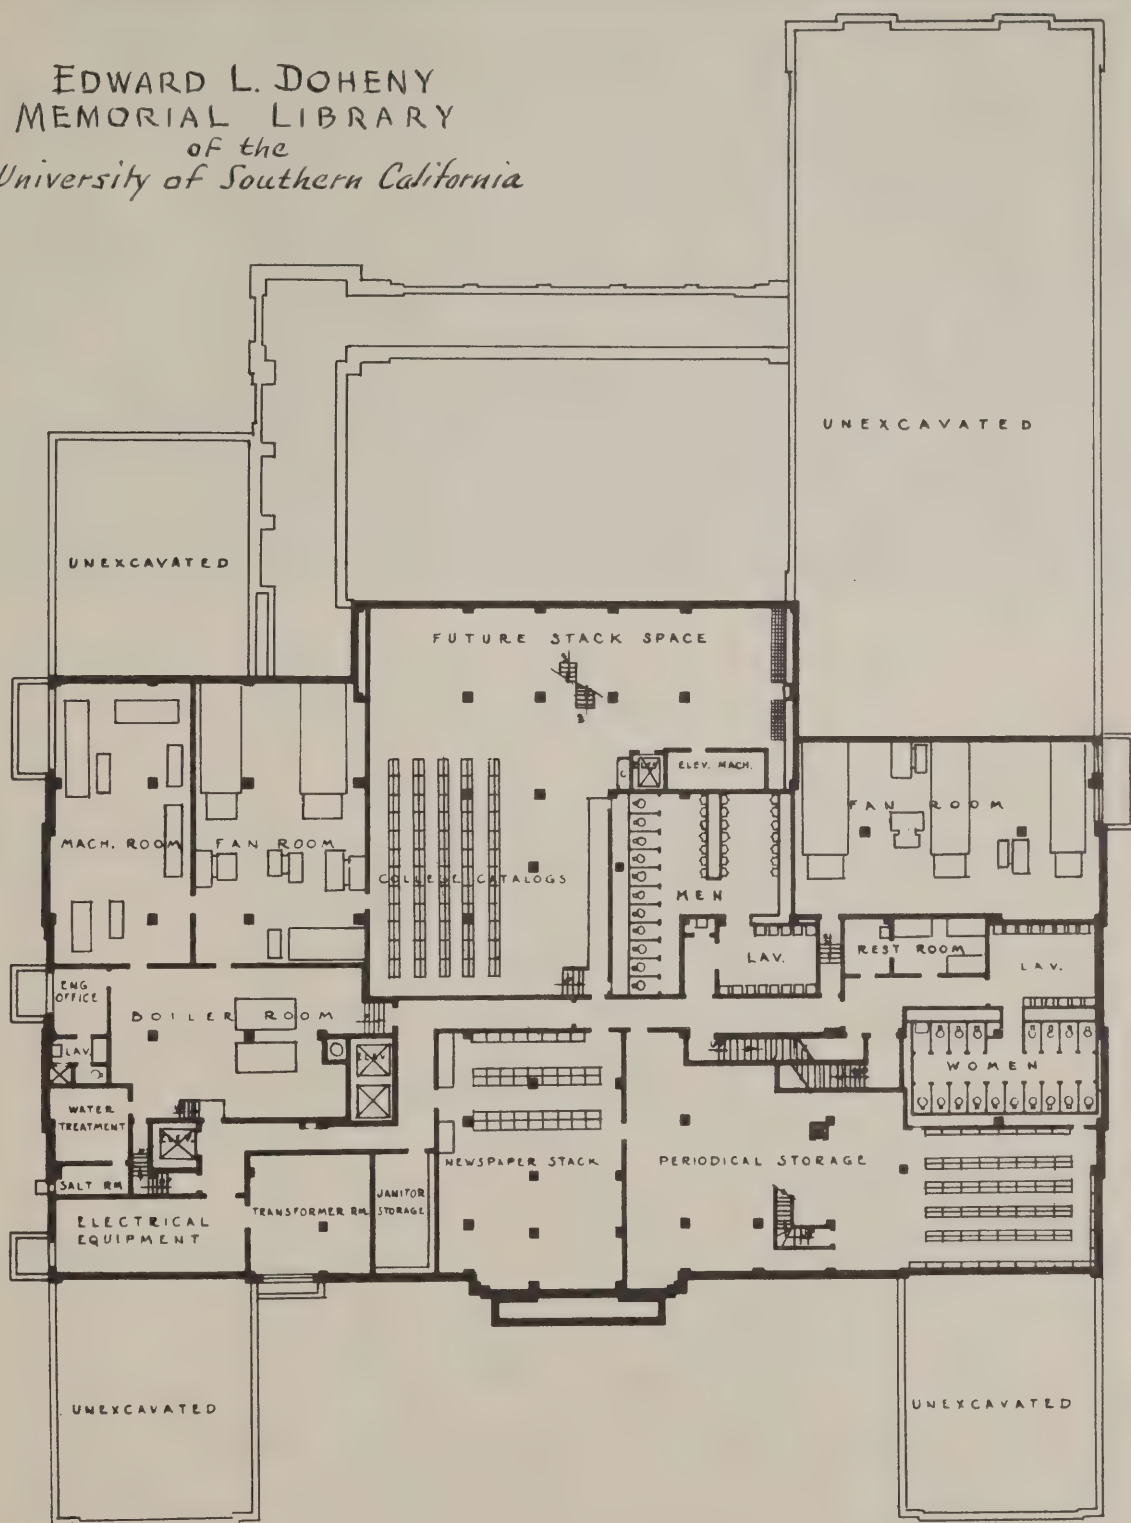 EDWARD L. DOHENY
MEMORIAL LIBRARY
of the
University of Southern California
UNEXCAVATED
UNEXCAVATED
FUTURE STACK SPACE
ELEV.
ELEV. MACH.
MACH. ROOM
FAN ROOM
COLLEGE CATALOGS
MEN
FAN ROOM
LAV.
REST ROOM
LAV.
ENG
OFFICE
BOILER ROOM
LAV.
ELEV.
WOMEN
WATER
TREATMENT
SALT RM
NEWSPAPER STACK
PERIODICAL STORAGE
ELECTRICAL
EQUIPMENT
TRANSFORMER RM.
JANITOR
STORAGE
UNEXCAVATED
UNEXCAVATED